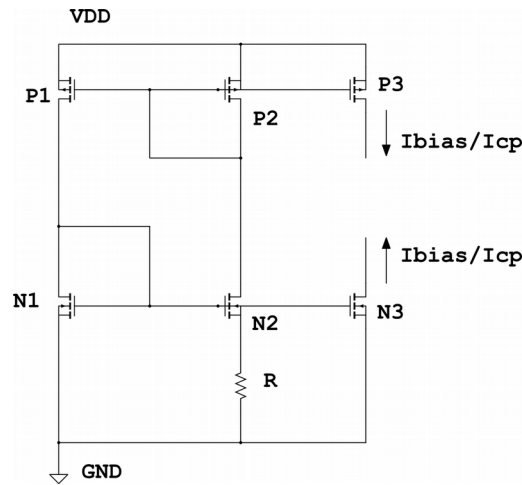 VDD
P1
P3
P2
Ibias/Icp
Ibias/Icp
N1
N3
N2
R
GND